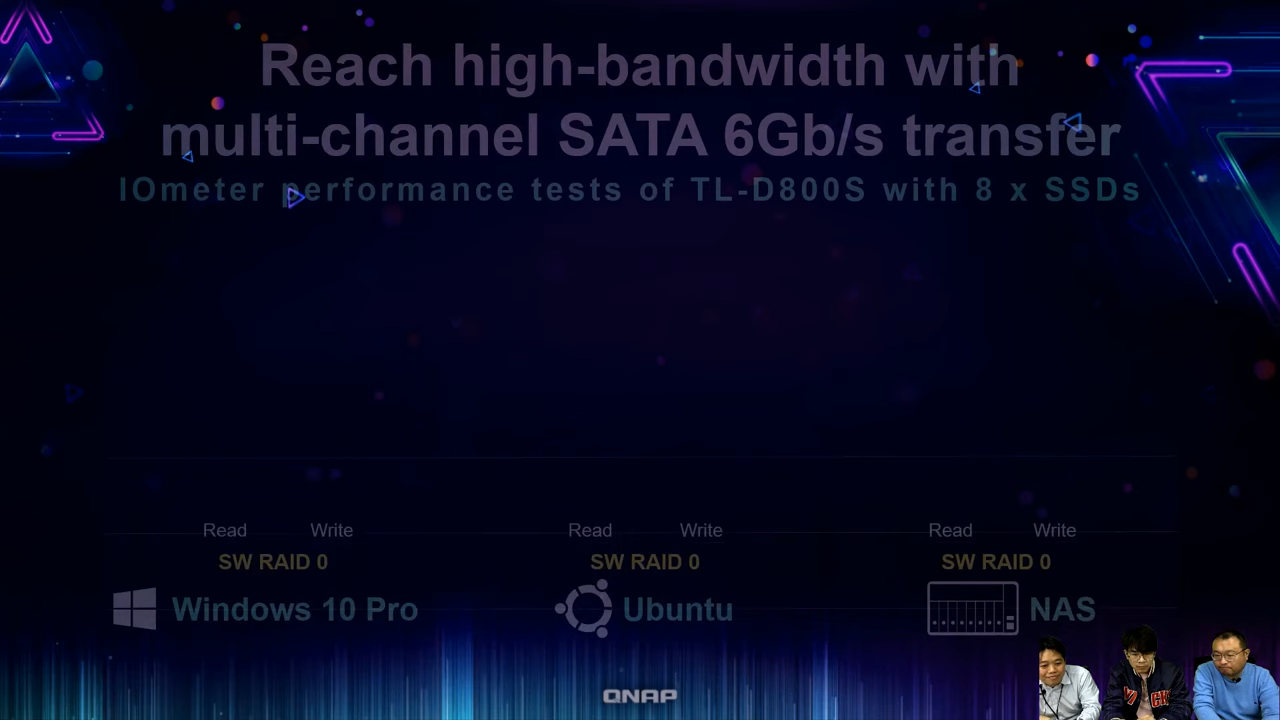 Reach high-bandwidth with
multi-channel SATA 6Gb/s transfer
IOmeter performance tests of TL-D800S with 8 x SSDs
Read Write Read Write Read Write
SW RAID 0 SW RAID 0 SW RAID 0
Windows 10 Pro Ubuntu NAS
QNAP